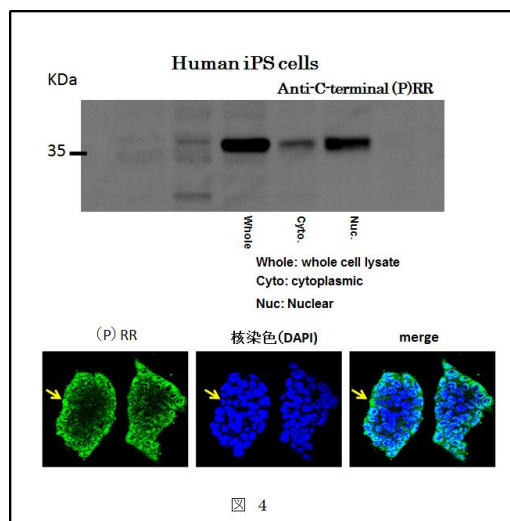 Human iPS cells
KDa
Anti-C-terminal (P)RR
35
Whole
Cyto.
Nuc.
Whole: whole cell lysate
Cyto: cytoplasmic
Nuc: Nuclear
(P) RR
核染色(DAPI)
merge
図 4